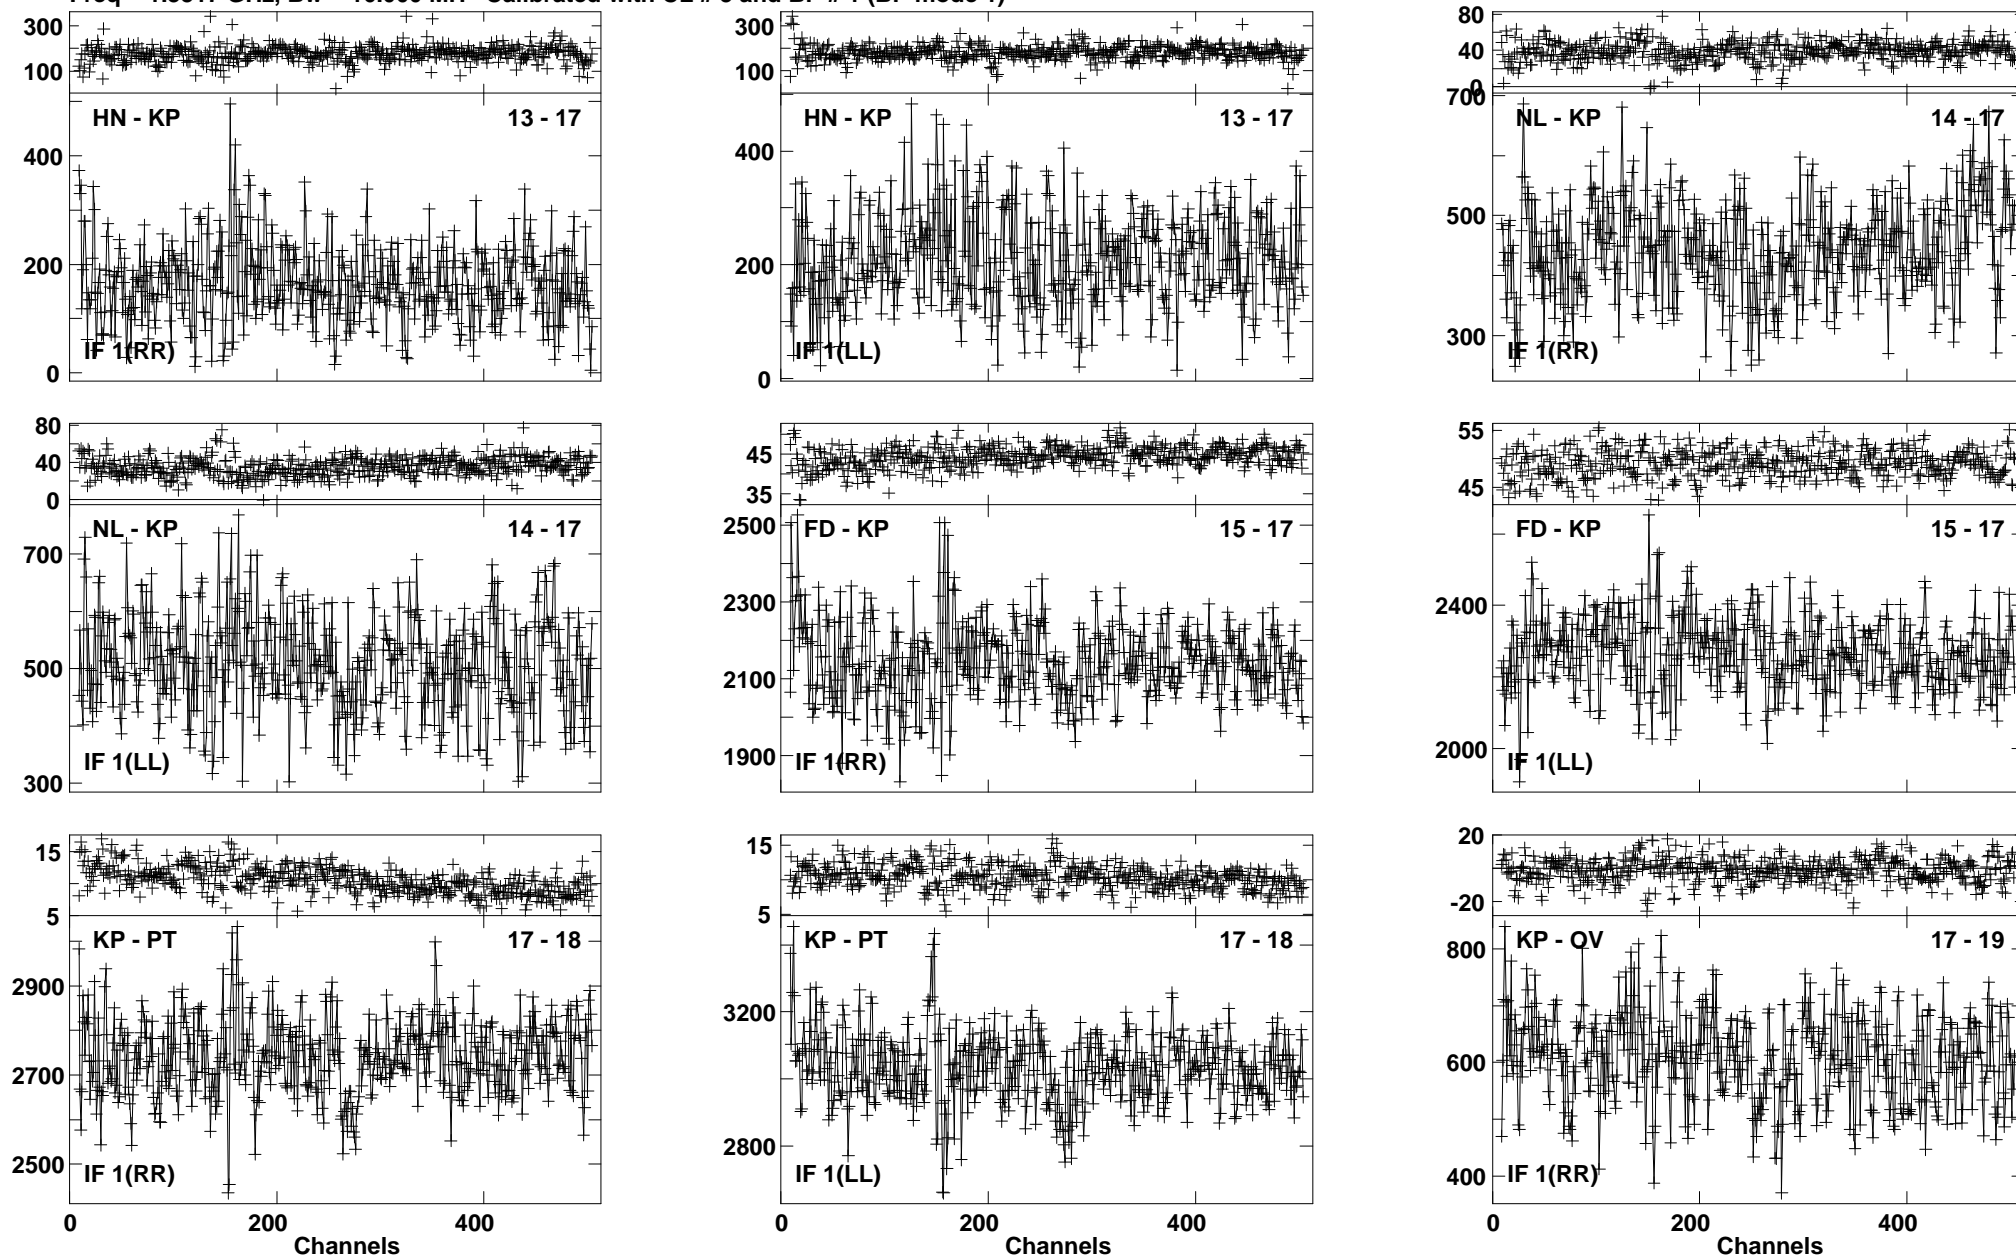 300
100
HN - KP 13 - 17
400
200
0
IF 1(RR)
300
100
HN - KP 13 - 17
400
200
0
IF 1(LL)
80
40
0
700
NL - KP 14 - 17
500
300
IF 1(RR)
80
40
0
NL - KP 14 - 17
700
500
300
IF 1(LL)
45
35
FD - KP 15 - 17
2500
2300
2100
1900
IF 1(RR)
55
45
FD - KP 15 - 17
2400
2000
IF 1(LL)
15
5
KP - PT 17 - 18
2900
2700
2500
IF 1(RR)
0 200 400
Channels
15
5
KP - PT 17 - 18
3200
2800
IF 1(LL)
0 200 400
Channels
20
-20
KP - OV 17 - 19
800
600
400
IF 1(RR)
0 200 400
Channels